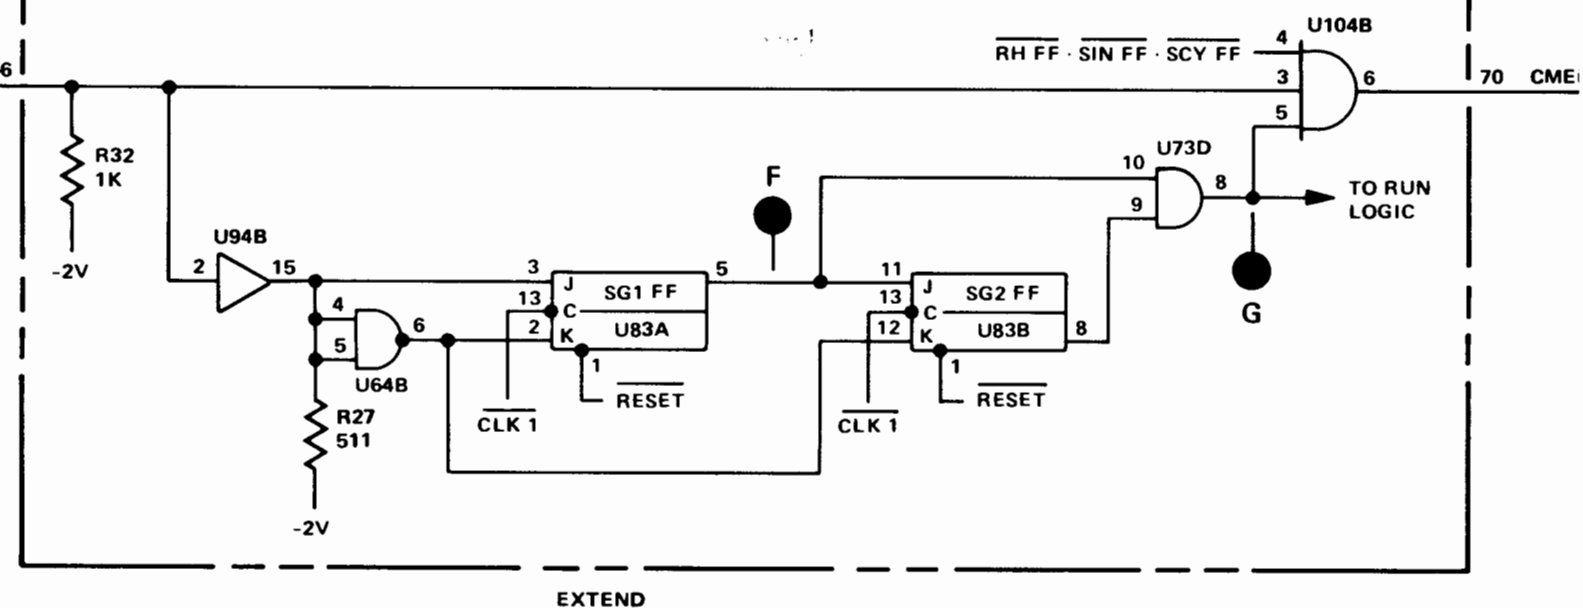 U104B
4
RH FF · SIN FF · SCY FF
6
3
6
70
5
R32
1K
-2V
F
U73D
10
8
TO RUN
LOGIC
9
G
U94B
2
15
3
J
SG1 FF
5
13
C
2
K
U83A
1
RESET
CLK 1
11
J
SG2 FF
13
C
12
K
U83B
8
1
RESET
CLK 1
4
6
5
U64B
R27
511
-2V
EXTEND